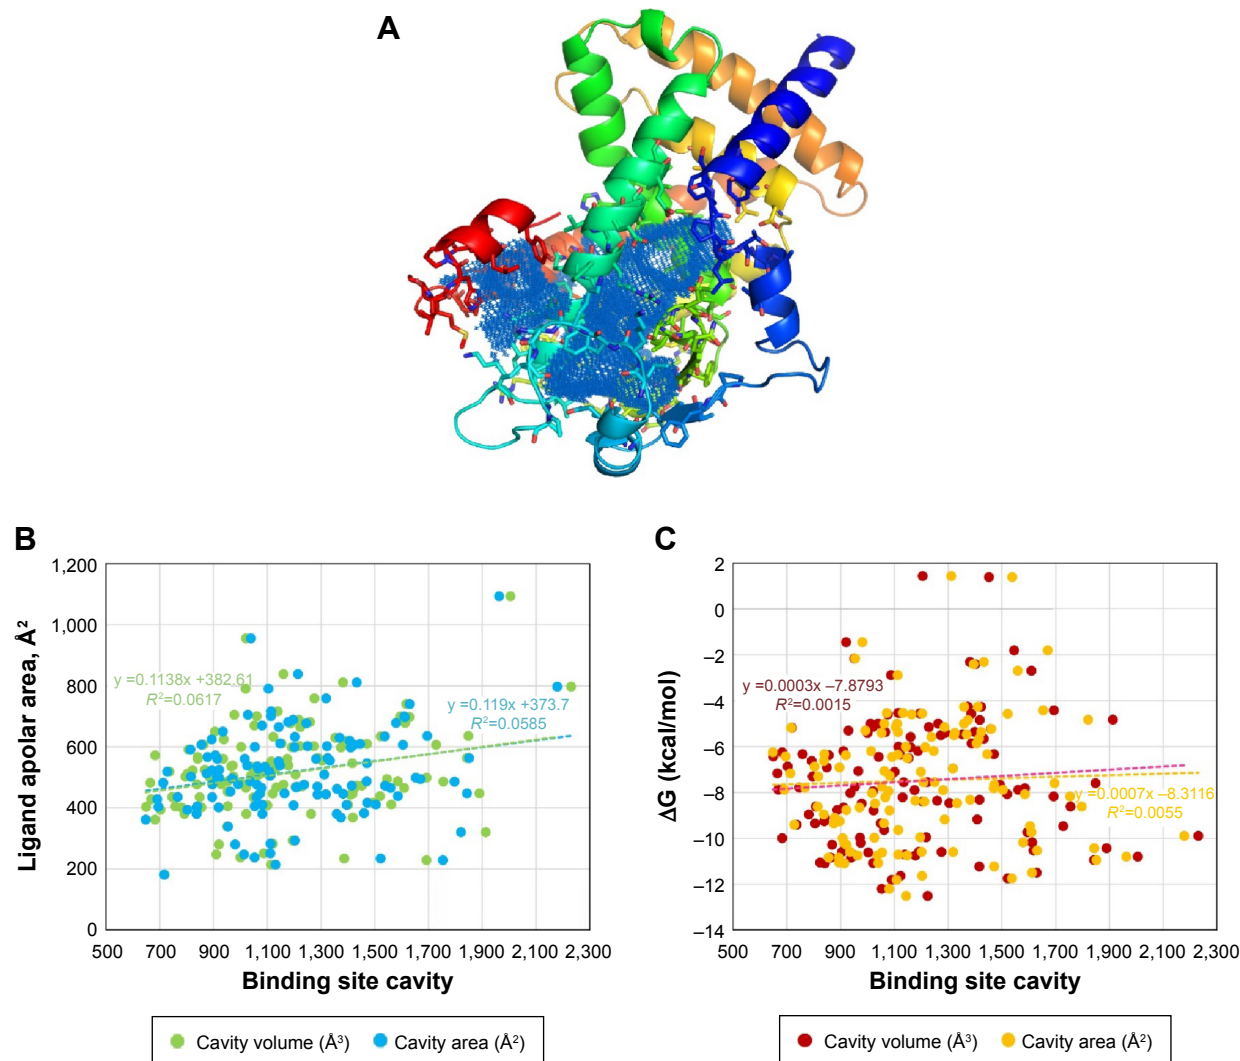 A
B
C
1,200
1,000
800
600
400
200
0
Ligand apolar area, Å²
y =0.1138x +382.61
R²=0.0617
y =0.119x +373.7
R²=0.0585
500 700 900 1,100 1,300 1,500 1,700 1,900 2,100 2,300
Binding site cavity
Cavity volume (Å³) Cavity area (Å²)
2
0
–2
–4
–6
–8
–10
–12
–14
ΔG (kcal/mol)
y =0.0003x –7.8793
R²=0.0015
y =0.0007x –8.3116
R²=0.0055
500 700 900 1,100 1,300 1,500 1,700 1,900 2,100 2,300
Binding site cavity
Cavity volume (Å³) Cavity area (Å²)